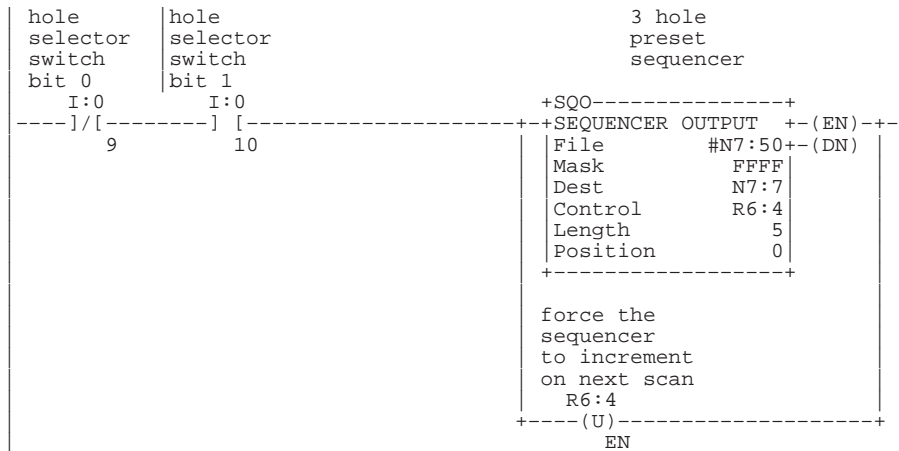 hole |hole 3 hole
selector |selector preset
switch |switch sequencer
bit 0 |bit 1
I:0 I:0 +SQO---------------+
|----]/[--------] [--------------------+-+SEQUENCER OUTPUT +-(EN)-+-
9 10 | |File #N7:50+-(DN) |
| |Mask FFFF| |
| |Dest N7:7| |
| |Control R6:4| |
| |Length 5| |
| |Position 0| |
| +------------------+ |
| force the
| sequencer
| to increment
| on next scan |
| R6:4 |
+----(U)--------------------+
EN